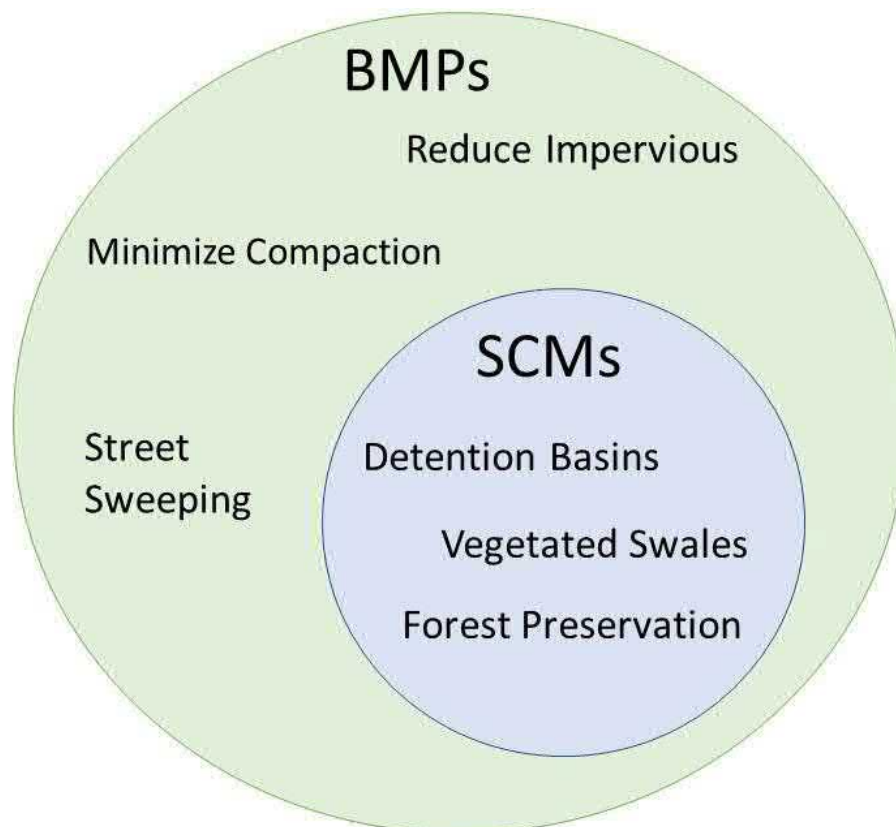 BMPs
Reduce Impervious
Minimize Compaction
SCMs
Street
Sweeping
Detention Basins
Vegetated Swales
Forest Preservation